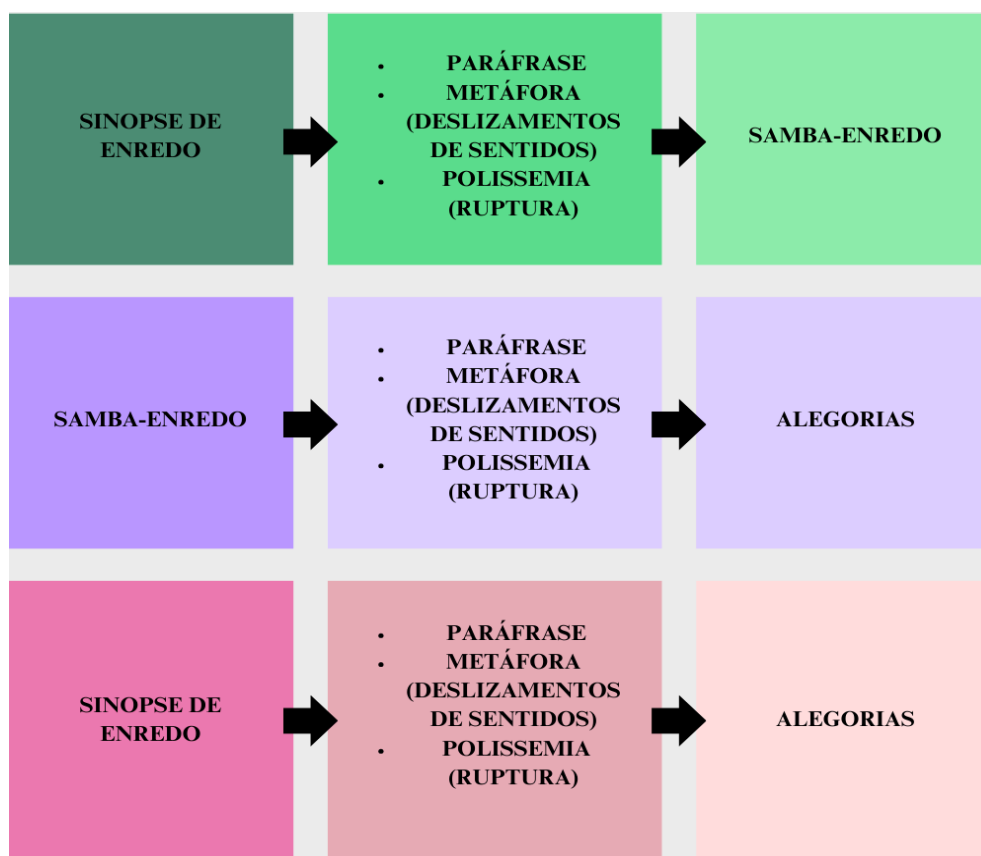 SINOPSE DE
ENREDO
• PARÁFRASE
• METÁFORA
(DESLIZAMENTOS
DE SENTIDOS)
• POLISSEMIA
(RUPTURA)
SAMBA-ENREDO
SAMBA-ENREDO
• PARÁFRASE
• METÁFORA
(DESLIZAMENTOS
DE SENTIDOS)
• POLISSEMIA
(RUPTURA)
ALEGORIAS
SINOPSE DE
ENREDO
• PARÁFRASE
• METÁFORA
(DESLIZAMENTOS
DE SENTIDOS)
• POLISSEMIA
(RUPTURA)
ALEGORIAS